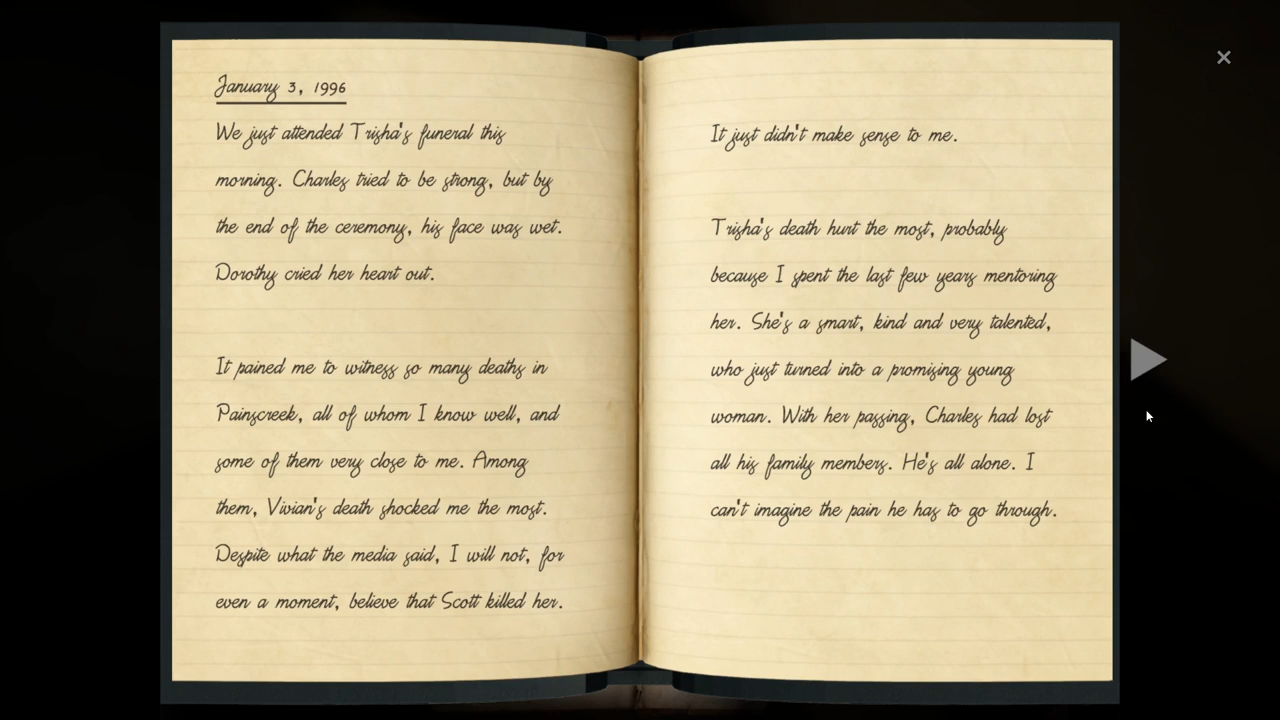 January 3, 1996
We just attended Trisha's funeral this
morning. Charles tried to be strong, but by
the end of the ceremony, his face was wet.
Dorothy cried her heart out.
It pained me to witness so many deaths in
Painscreek, all of whom I know well, and
some of them very close to me. Among
them, Vivian's death shocked me the most.
Despite what the media said, I will not, for
even a moment, believe that Scott killed her.
It just didn't make sense to me.
Trisha's death hurt the most, probably
because I spent the last few years mentoring
her. She's a smart, kind and very talented,
who just turned into a promising young
woman. With her passing, Charles had lost
all his family members. He's all alone. I
can't imagine the pain he has to go through.